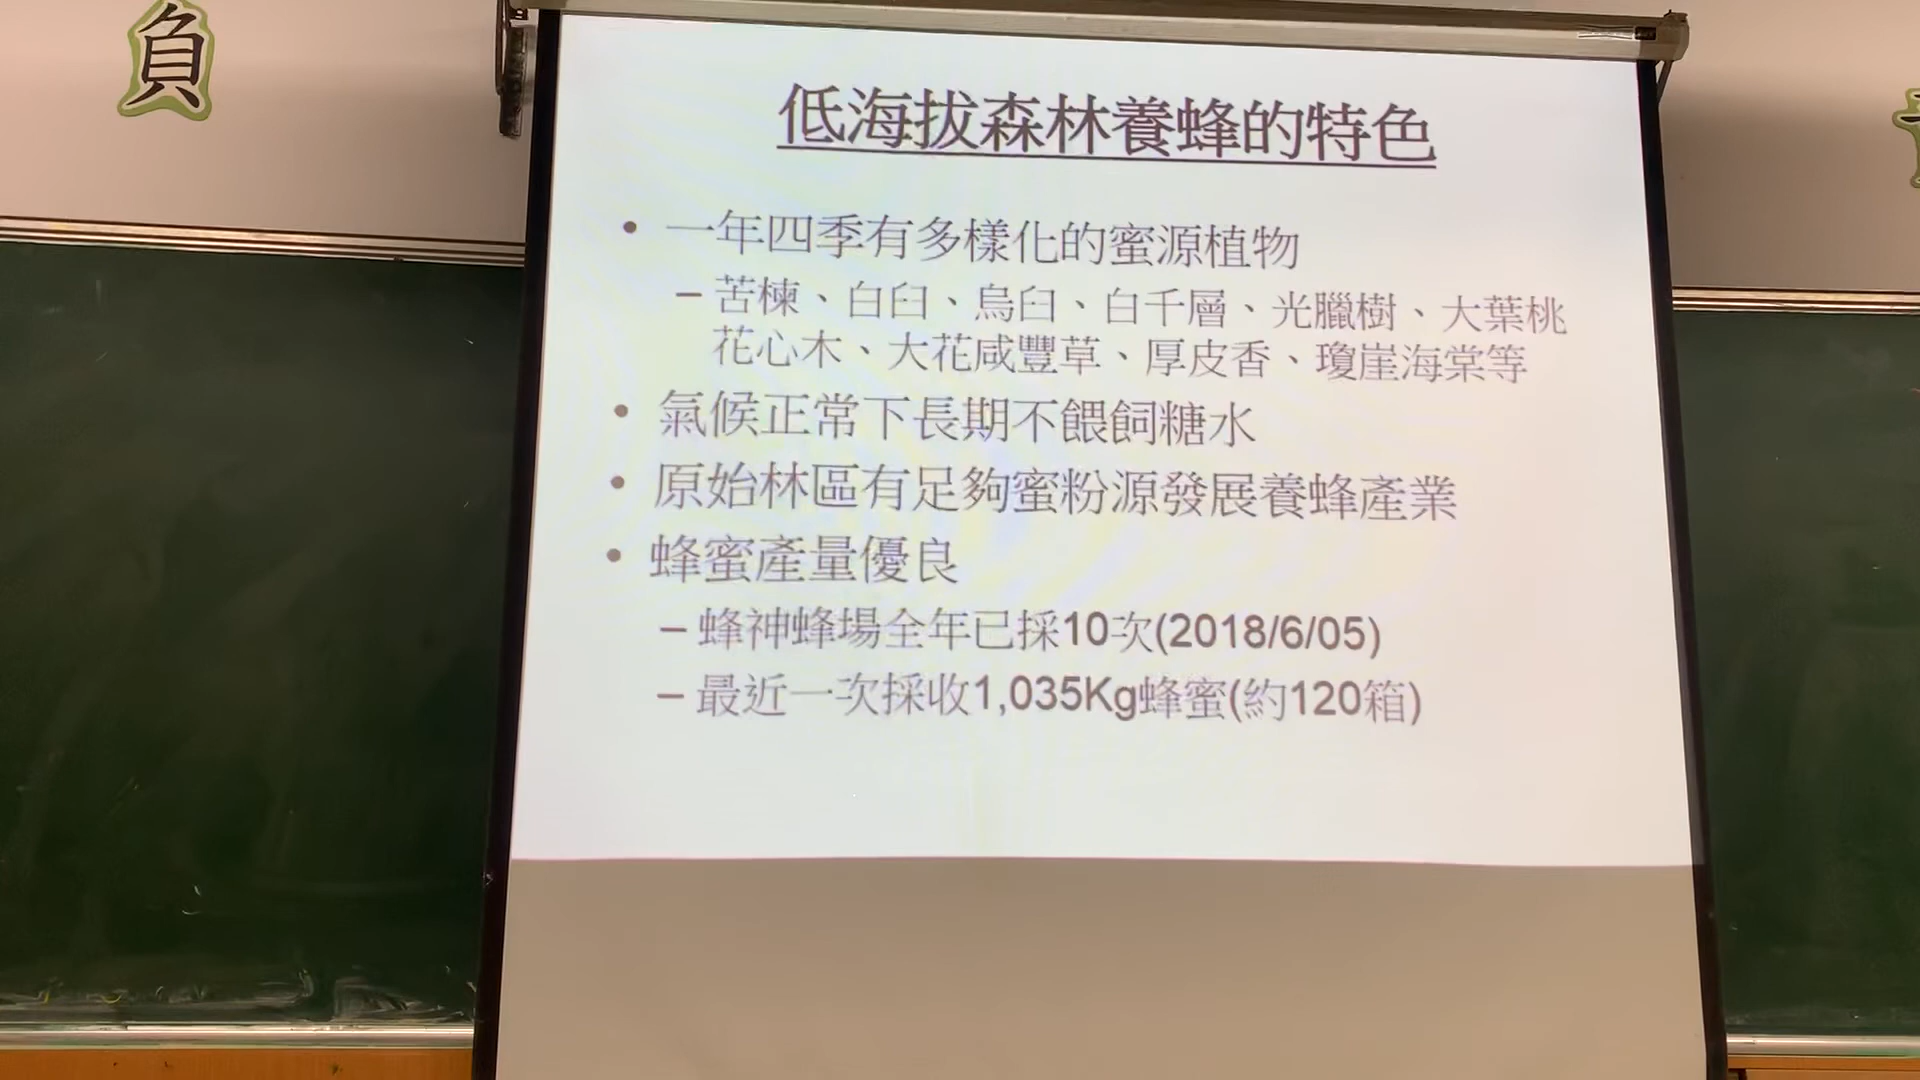 負
低海拔森林養蜂的特色
• 一年四季有多樣化的蜜源植物
– 苦楝、白臼、烏臼、白千層、光臘樹、大葉桃
花心木、大花咸豐草、厚皮香、瓊崖海棠等
• 氣候正常下長期不餵飼糖水
• 原始林區有足夠蜜粉源發展養蜂產業
• 蜂蜜產量優良
– 蜂神蜂場全年已採10次(2018/6/05)
– 最近一次採收1,035Kg蜂蜜(約120箱)